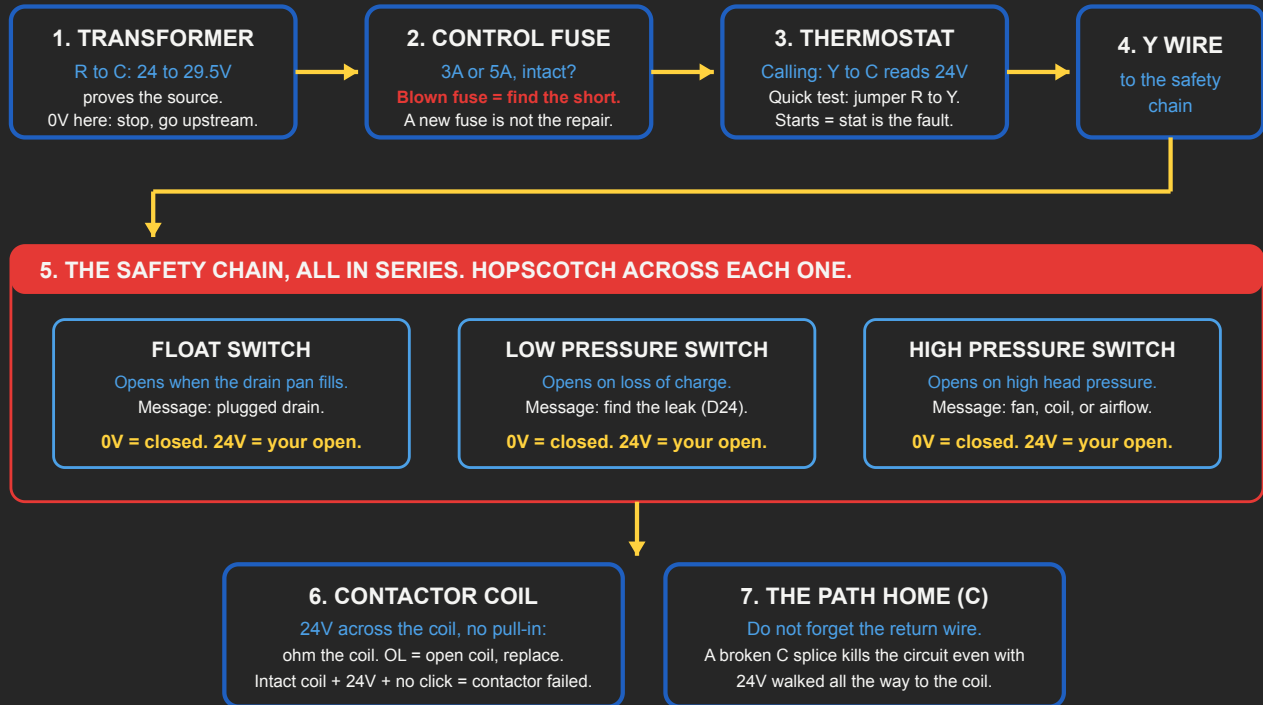 1. TRANSFORMER
R to C: 24 to 29.5V
proves the source.
0V here: stop, go upstream.
2. CONTROL FUSE
3A or 5A, intact?
Blown fuse = find the short.
A new fuse is not the repair.
3. THERMOSTAT
Calling: Y to C reads 24V
Quick test: jumper R to Y.
Starts = stat is the fault.
4. Y WIRE
to the safety
chain
5. THE SAFETY CHAIN, ALL IN SERIES. HOPSCOTCH ACROSS EACH ONE.
FLOAT SWITCH
Opens when the drain pan fills.
Message: plugged drain.
0V = closed. 24V = your open.
LOW PRESSURE SWITCH
Opens on loss of charge.
Message: find the leak (D24).
0V = closed. 24V = your open.
HIGH PRESSURE SWITCH
Opens on high head pressure.
Message: fan, coil, or airflow.
0V = closed. 24V = your open.
6. CONTACTOR COIL
24V across the coil, no pull-in:
ohm the coil. OL = open coil, replace.
Intact coil + 24V + no click = contactor failed.
7. THE PATH HOME (C)
Do not forget the return wire.
A broken C splice kills the circuit even with
24V walked all the way to the coil.